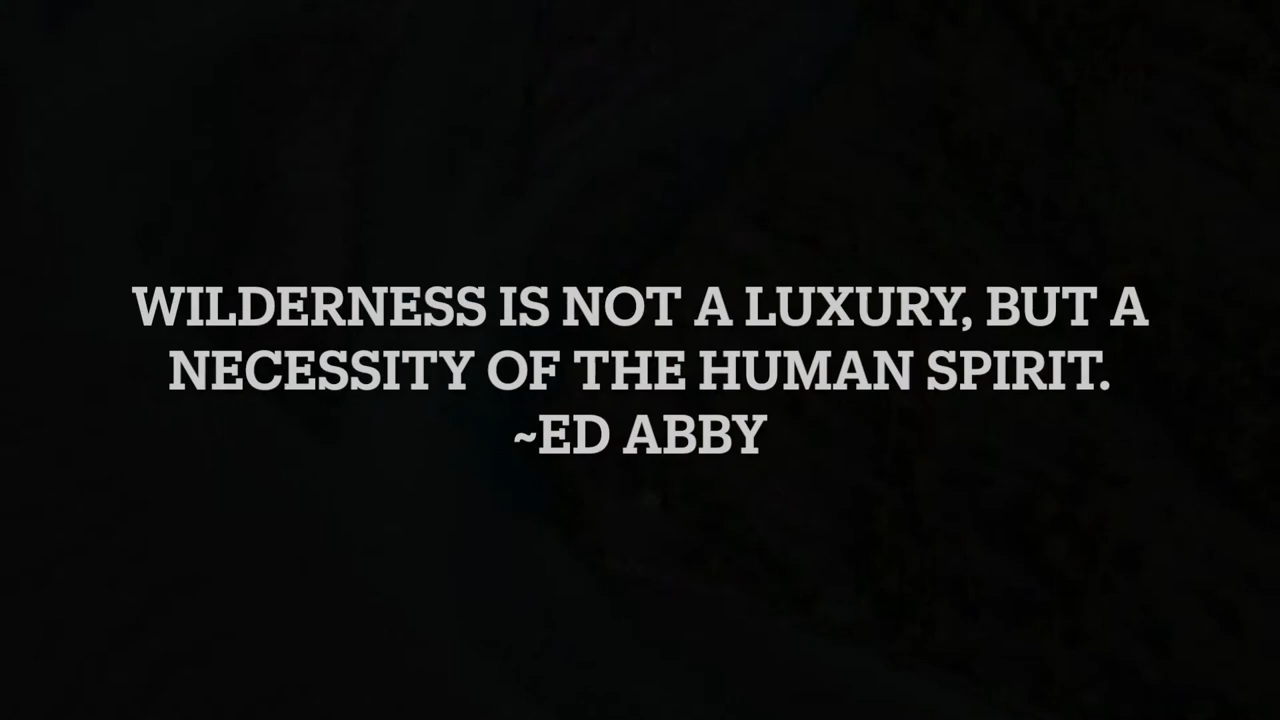 WILDERNESS IS NOT A LUXURY, BUT A
NECESSITY OF THE HUMAN SPIRIT.
~ED ABBY